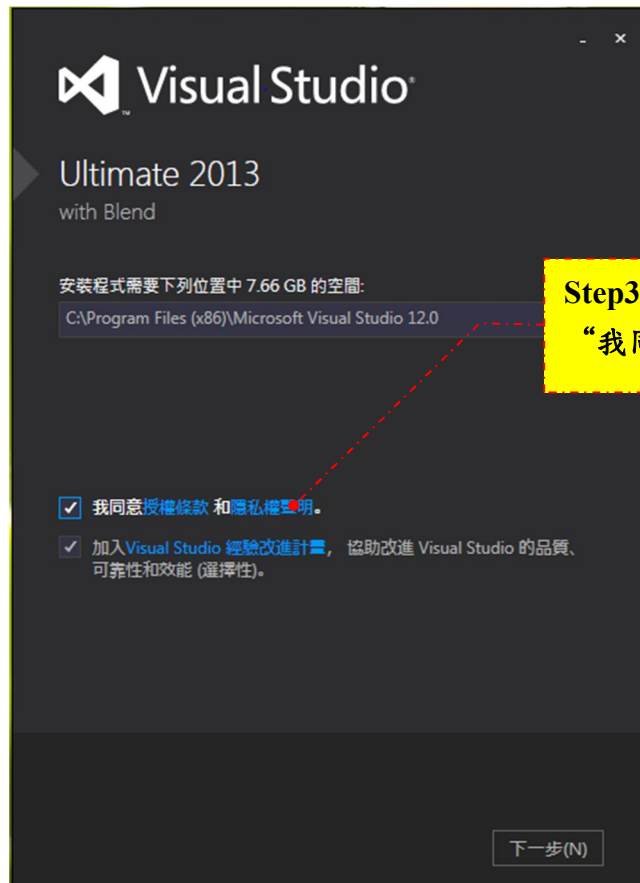 Visual Studio
Ultimate 2013
with Blend
安裝程式需要下列位置中 7.66 GB 的空間:
C:\Program Files (x86)\Microsoft Visual Studio 12.0
Step3
“我
我同意授權條款 和隱私權聲明。
加入Visual Studio 經驗改進計畫, 協助改進 Visual Studio 的品質、
可靠性和效能 (選擇性)。
下一步(N)